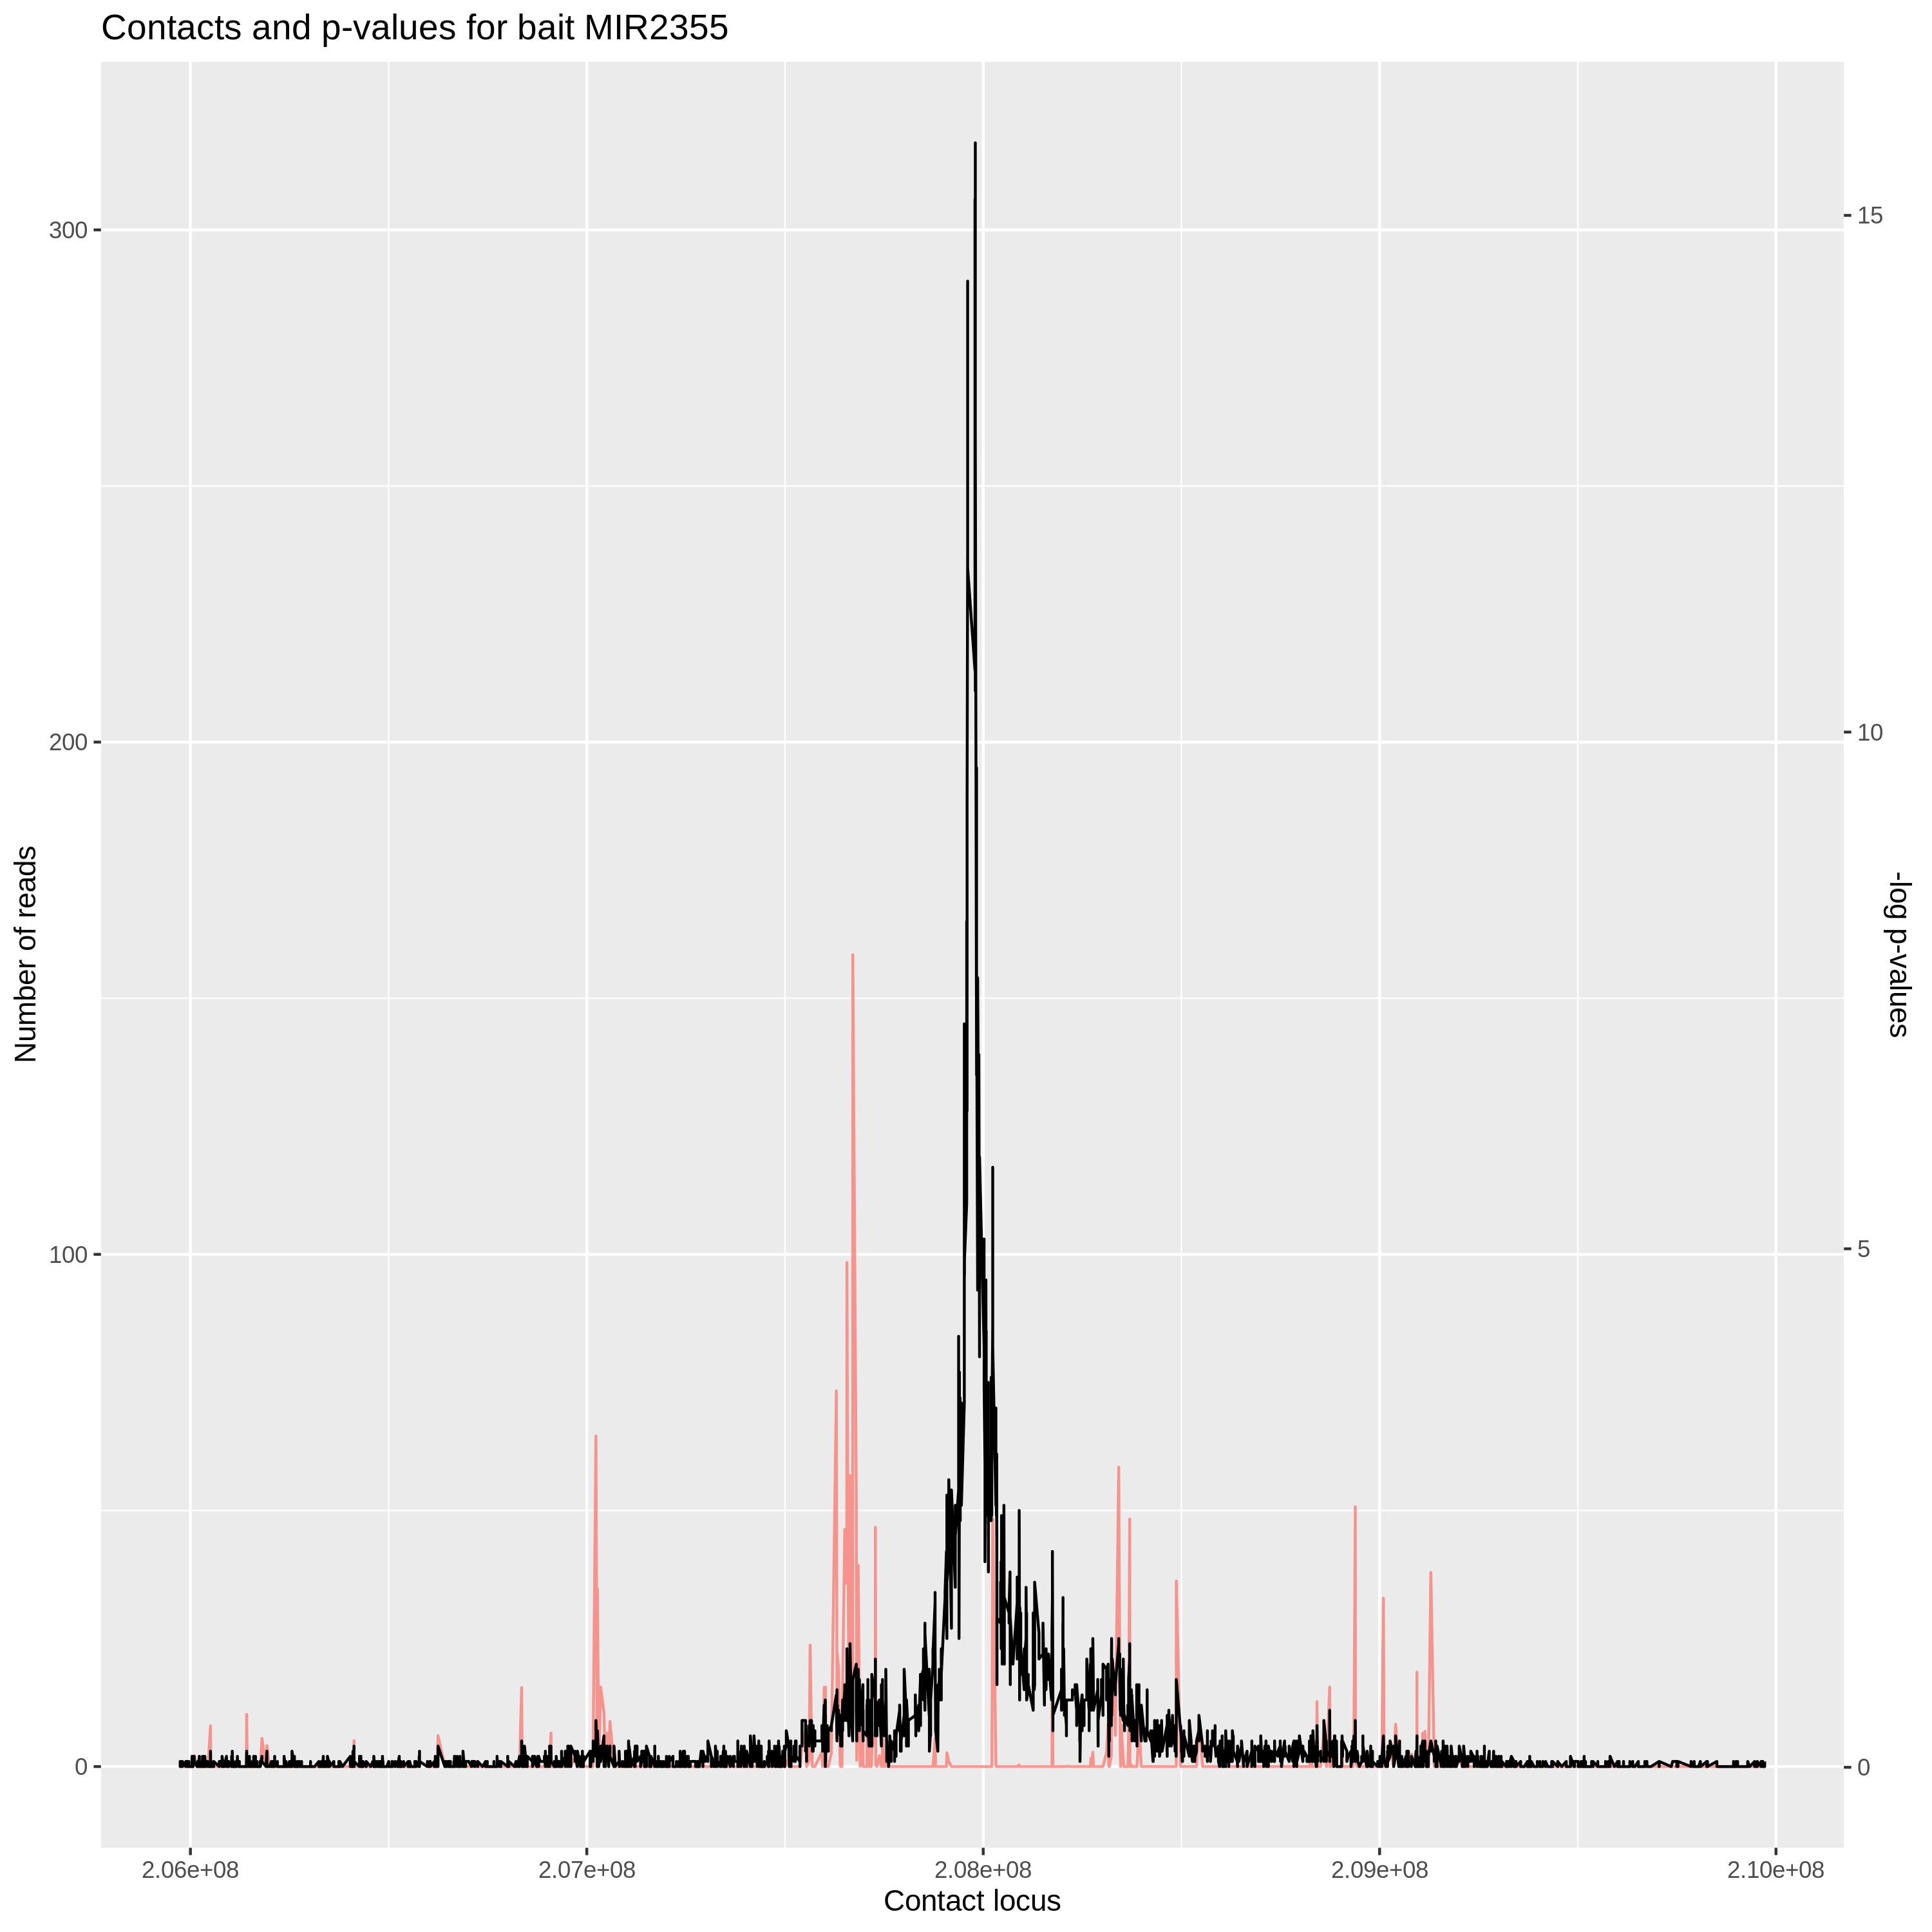 Contacts and p-values for bait MIR2355
Number of reads
300
200
100
0
15
10
5
0
-log p-values
2.06e+08 2.07e+08 2.08e+08 2.09e+08 2.10e+08
Contact locus